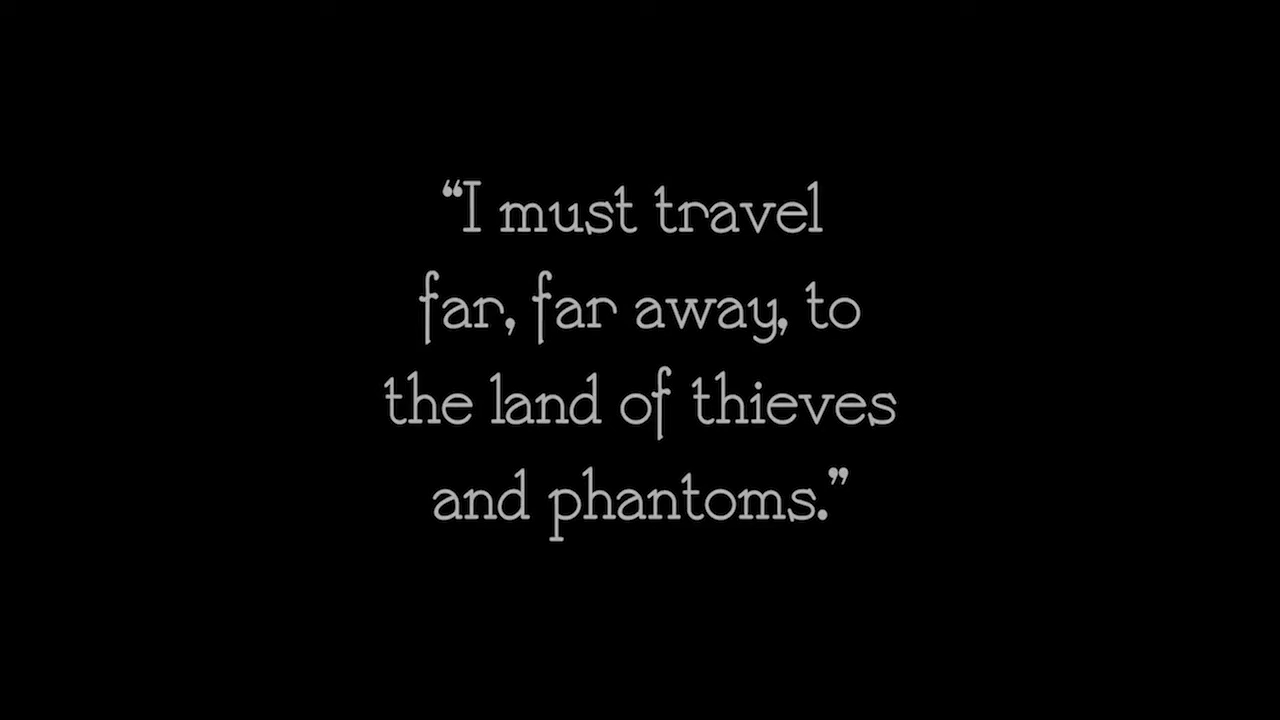 “I must travel
far, far away, to
the land of thieves
and phantoms.”